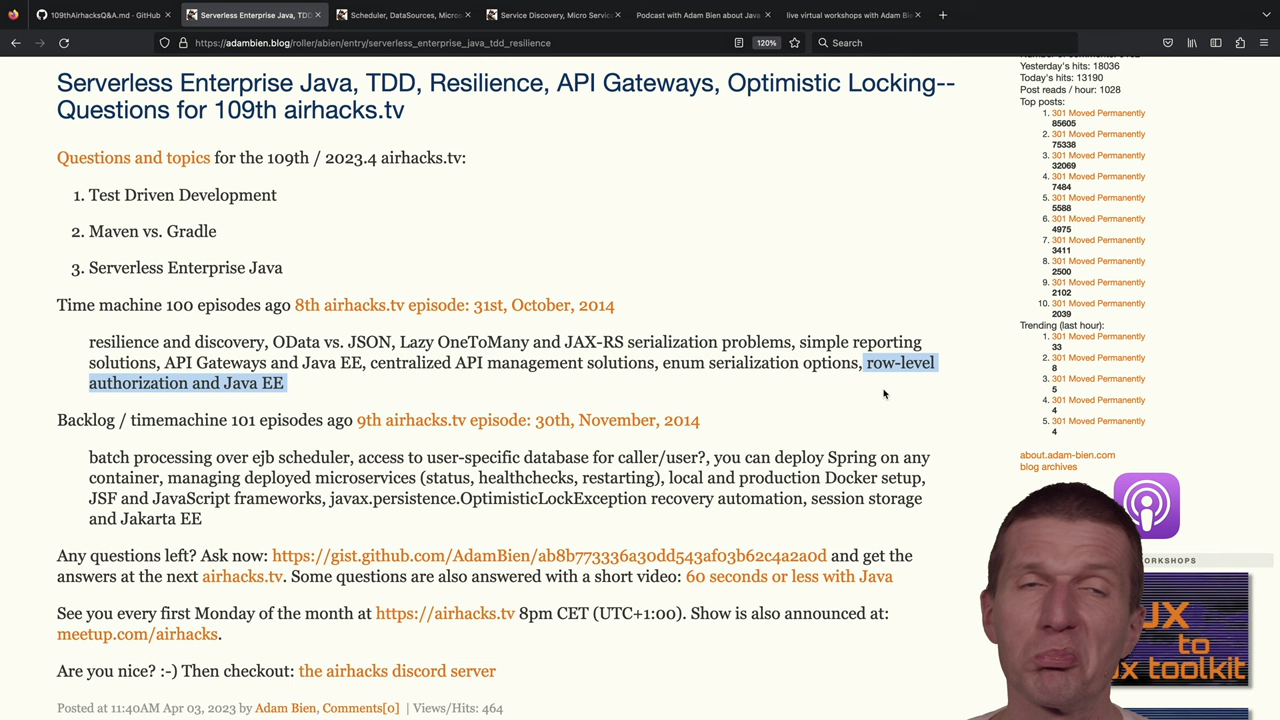 109thAirhacksQ&A.md · GitHub
Serverless Enterprise Java, TDD
Scheduler, DataSources, Micros
Service Discovery, Micro Servic
Podcast with Adam Bien about Java
live virtual workshops with Adam Bie
https://adambien.blog/roller/abien/entry/serverless_enterprise_java_tdd_resilience
120%
Search
Serverless Enterprise Java, TDD, Resilience, API Gateways, Optimistic Locking--
Questions for 109th airhacks.tv
Questions and topics for the 109th / 2023.4 airhacks.tv:
1. Test Driven Development
2. Maven vs. Gradle
3. Serverless Enterprise Java
Time machine 100 episodes ago 8th airhacks.tv episode: 31st, October, 2014
resilience and discovery, OData vs. JSON, Lazy OneToMany and JAX-RS serialization problems, simple reporting
solutions, API Gateways and Java EE, centralized API management solutions, enum serialization options, row-level
authorization and Java EE
Backlog / timemachine 101 episodes ago 9th airhacks.tv episode: 30th, November, 2014
batch processing over ejb scheduler, access to user-specific database for caller/user?, you can deploy Spring on any
container, managing deployed microservices (status, healthchecks, restarting), local and production Docker setup,
JSF and JavaScript frameworks, javax.persistence.OptimisticLockException recovery automation, session storage
and Jakarta EE
Any questions left? Ask now: https://gist.github.com/AdamBien/ab8b773336a30dd543af03b62c4a2a0d and get the
answers at the next airhacks.tv. Some questions are also answered with a short video: 60 seconds or less with Java
See you every first Monday of the month at https://airhacks.tv 8pm CET (UTC+1:00). Show is also announced at:
meetup.com/airhacks.
Are you nice? :-) Then checkout: the airhacks discord server
Posted at 11:40AM Apr 03, 2023 by Adam Bien, Comments[0] | Views/Hits: 464
Yesterday's hits: 18036
Today's hits: 13190
Post reads / hour: 1028
Top posts:
1. 301 Moved Permanently
85605
2. 301 Moved Permanently
75338
3. 301 Moved Permanently
32069
4. 301 Moved Permanently
7484
5. 301 Moved Permanently
5588
6. 301 Moved Permanently
4975
7. 301 Moved Permanently
3411
8. 301 Moved Permanently
2500
9. 301 Moved Permanently
2102
10. 301 Moved Permanently
2039
Trending (last hour):
1. 301 Moved Permanently
33
2. 301 Moved Permanently
8
3. 301 Moved Permanently
5
4. 301 Moved Permanently
4
5. 301 Moved Permanently
4
about.adam-bien.com
blog archives
WORKSHOPS
UX
to
toolkit